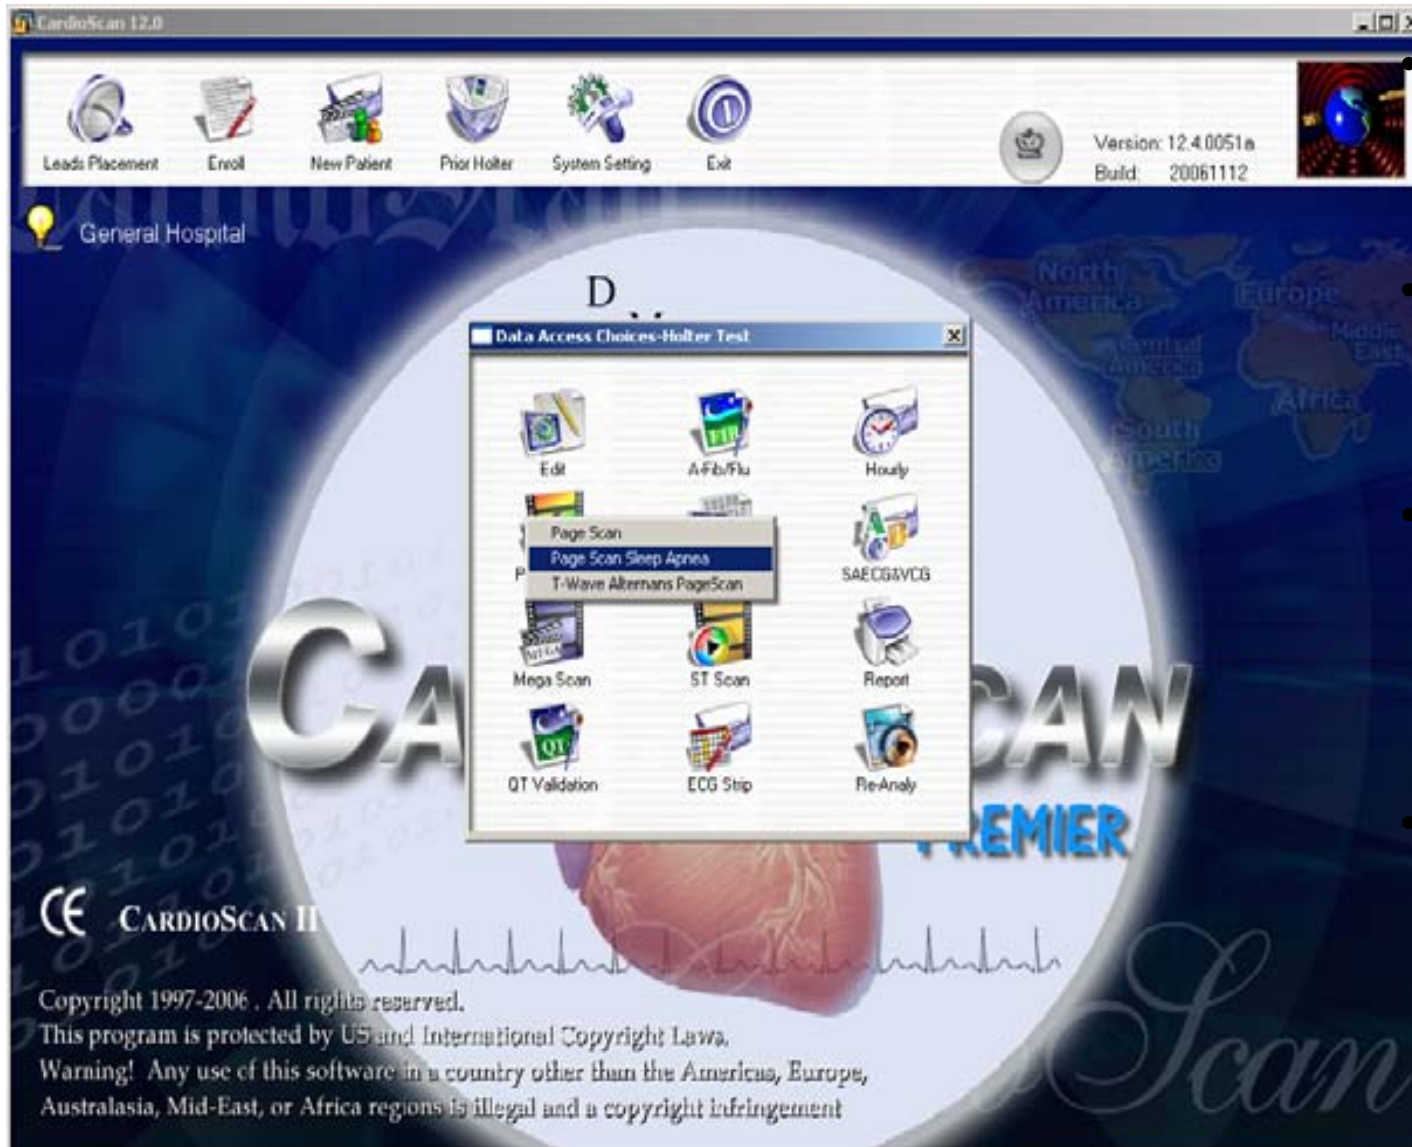 CardioScan 12.0
Leads Placement Enroll New Patient Prior Holter System Setting Exit
Version: 12.4.0051a
Build: 20061112
General Hospital
North America
Europe
Middle East
Central America
Africa
South America
D
Data Access Choices-Holter Test
Edit A-Fib/Flu Hourly
Page Scan
Page Scan Sleep Apnea
T-Wave Alternans PageScan
P
SAECG&VCG
MEGA
Mega Scan ST Scan Report
QT
QT Validation ECG Strip Re-Analy
CA CAN
REMIER
CE CARDIOSCAN II
Copyright 1997-2006 . All rights reserved.
This program is protected by US and International Copyright Laws.
Warning! Any use of this software in a country other than the Americas, Europe,
Australasia, Mid-East, or Africa regions is illegal and a copyright infringement
Scan